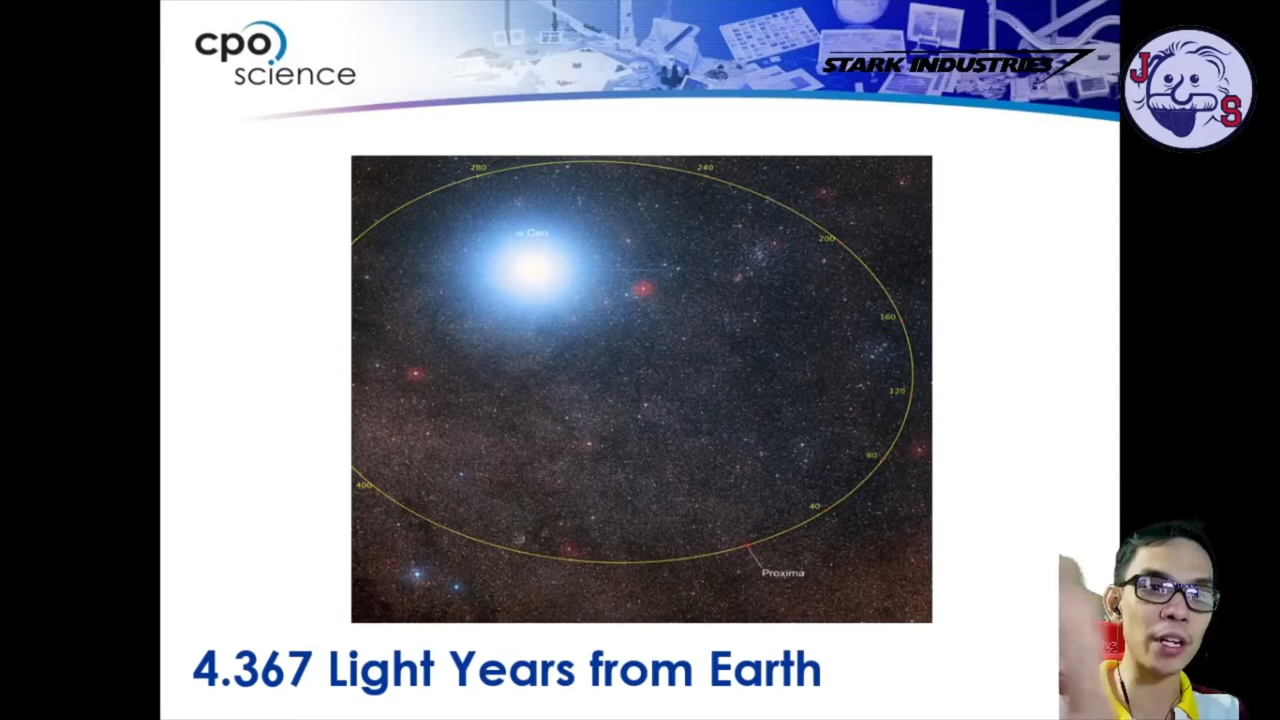 cpo
science
STARK INDUSTRIES
J
S
280
240
α Cen
200
160
120
80
400
40
Proxima
4.367 Light Years from Earth